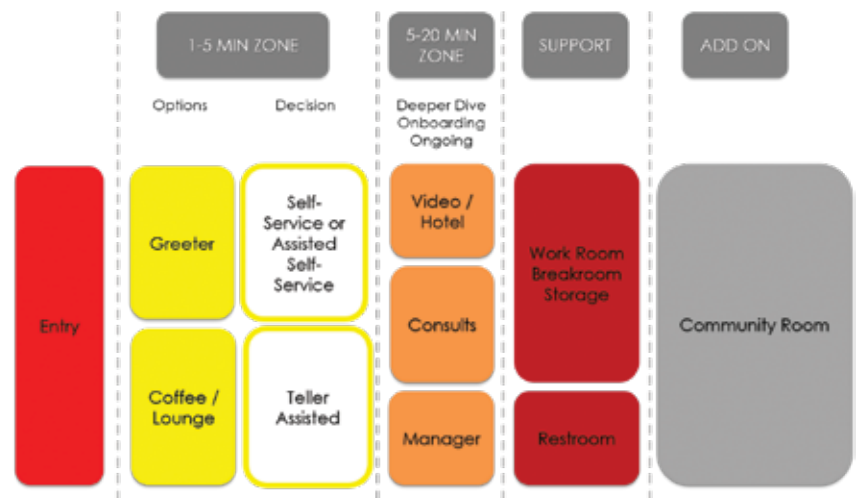 1-5 MIN ZONE
5-20 MIN
ZONE
SUPPORT
ADD ON
Options
Decision
Deeper Dive
Onboarding
Ongoing
Entry
Greeter
Coffee /
Lounge
Self-
Service or
Assisted
Self-
Service
Teller
Assisted
Video /
Hotel
Consults
Manager
Work Room
Breakroom
Storage
Restroom
Community Room